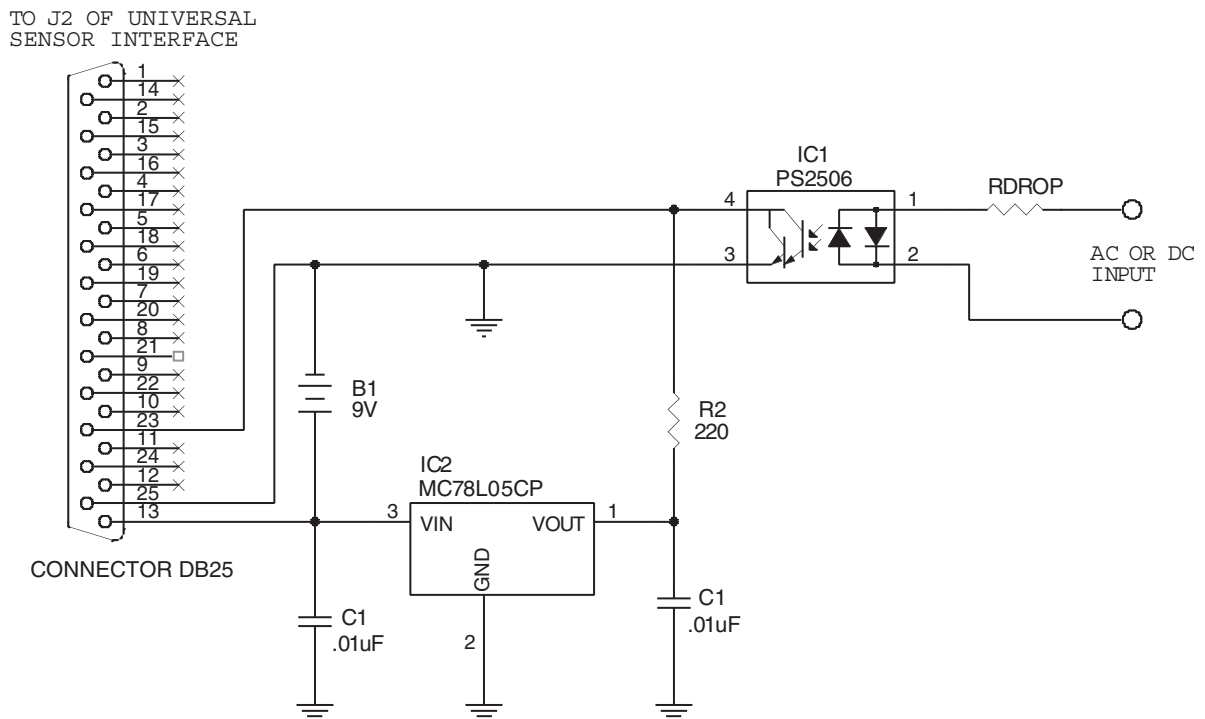 TO J2 OF UNIVERSAL
SENSOR INTERFACE
1
14
2
15
3
16
4
17
5
18
6
19
7
20
8
21
9
22
10
23
11
24
12
25
13
CONNECTOR DB25
IC1
PS2506
4
3
1
2
RDROP
AC OR DC
INPUT
B1
9V
R2
220
IC2
MC78L05CP
3
VIN
VOUT
1
GND
2
C1
.01uF
C1
.01uF